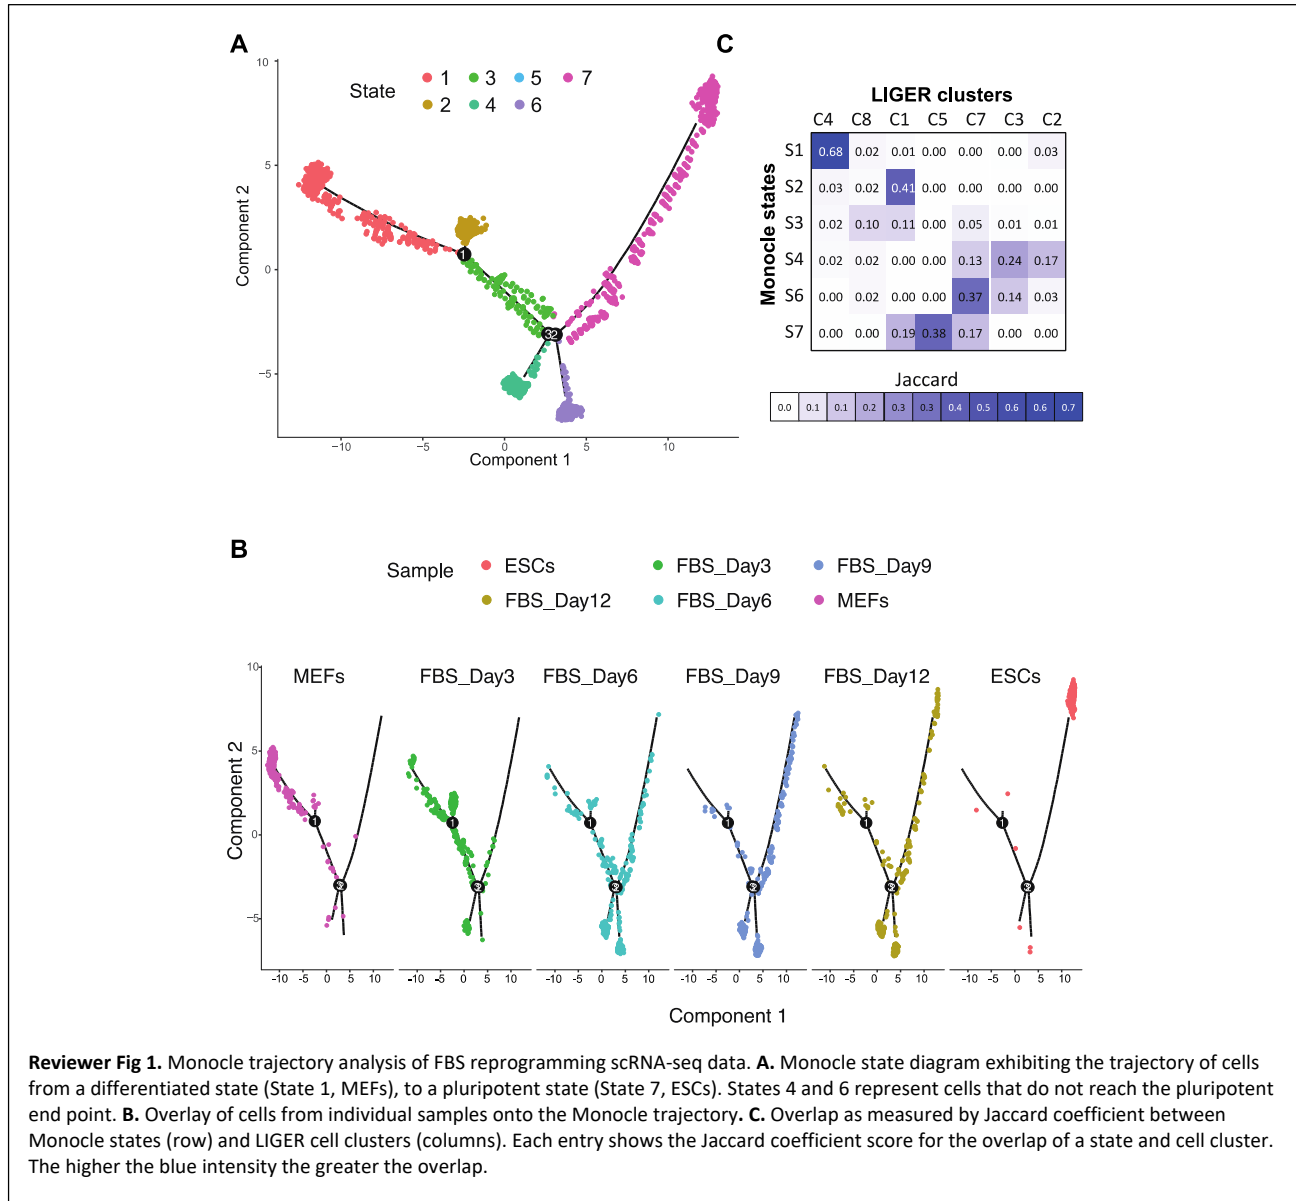 A
C
10
5
0
−5
Component 2
State
1 3 5 7
2 4 6
1
32
−10 −5 0 5 10
Component 1
LIGER clusters
C4 C8 C1 C5 C7 C3 C2
Monocle states
S1 0.68 0.02 0.01 0.00 0.00 0.00 0.03
S2 0.03 0.02 0.41 0.00 0.00 0.00 0.00
S3 0.02 0.10 0.11 0.00 0.05 0.01 0.01
S4 0.02 0.02 0.00 0.00 0.13 0.24 0.17
S6 0.00 0.02 0.00 0.00 0.37 0.14 0.03
S7 0.00 0.00 0.19 0.38 0.17 0.00 0.00
Jaccard
0.0 0.1 0.1 0.2 0.3 0.3 0.4 0.5 0.6 0.6 0.7
B
Sample
ESCs FBS_Day3 FBS_Day9
FBS_Day12 FBS_Day6 MEFs
10
5
0
−5
Component 2
MEFs FBS_Day3 FBS_Day6 FBS_Day9 FBS_Day12 ESCs
1 1 1 1 1 1
-10 -5 0 5 10 -10 -5 0 5 10 -10 -5 0 5 10 -10 -5 0 5 10 -10 -5 0 5 10 -10 -5 0 5 10
Component 1
Reviewer Fig 1. Monocle trajectory analysis of FBS reprogramming scRNA-seq data. A. Monocle state diagram exhibiting the trajectory of cells
from a differentiated state (State 1, MEFs), to a pluripotent state (State 7, ESCs). States 4 and 6 represent cells that do not reach the pluripotent
end point. B. Overlay of cells from individual samples onto the Monocle trajectory. C. Overlap as measured by Jaccard coefficient between
Monocle states (row) and LIGER cell clusters (columns). Each entry shows the Jaccard coefficient score for the overlap of a state and cell cluster.
The higher the blue intensity the greater the overlap.